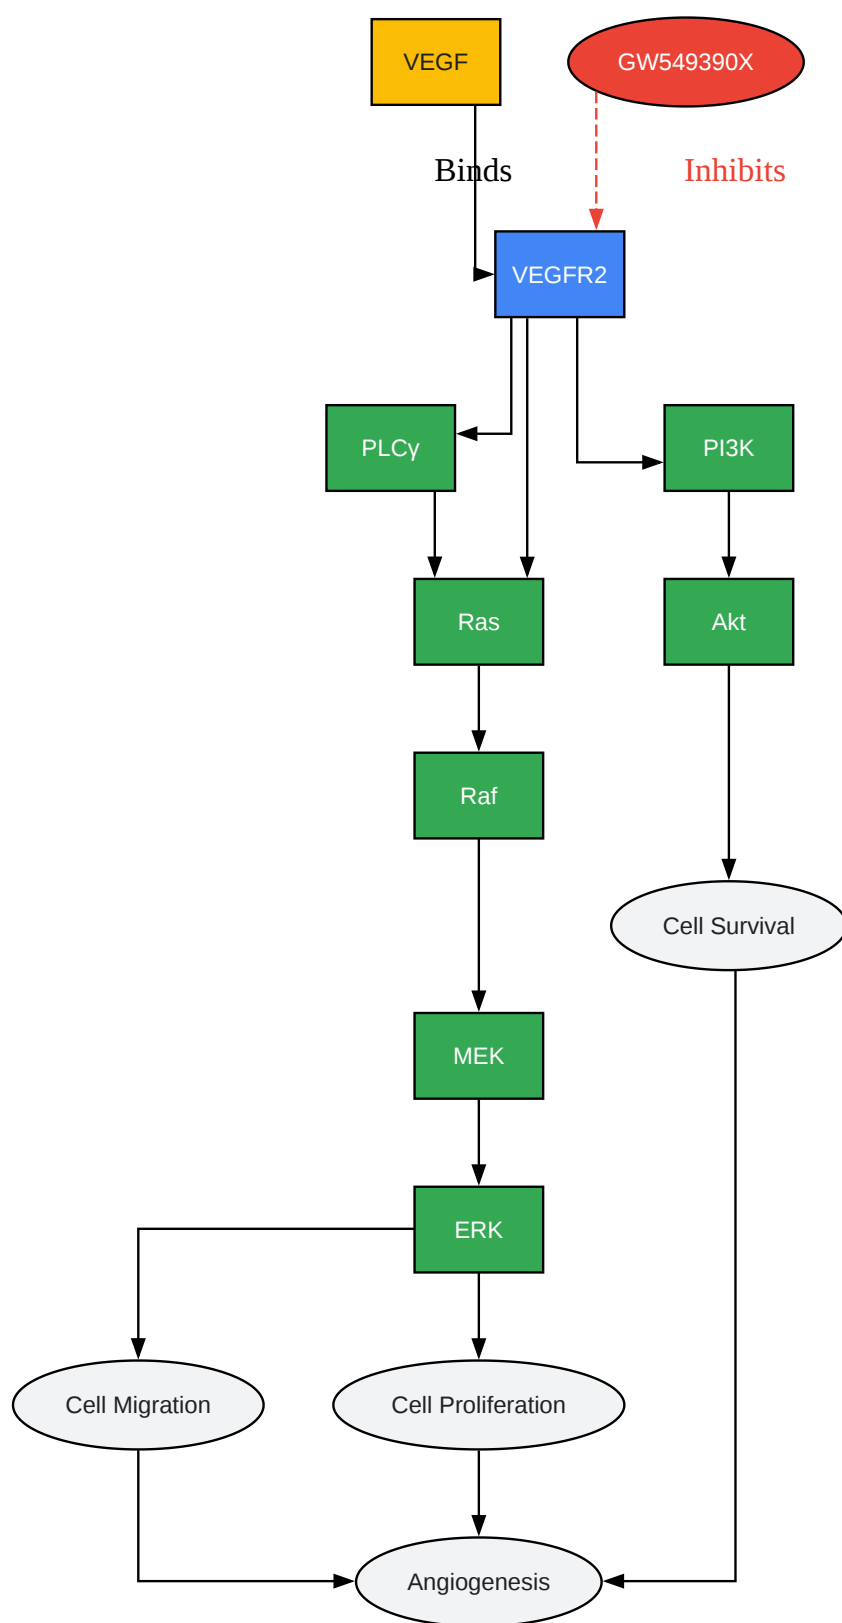 VEGF
GW549390X
Binds
Inhibits
VEGFR2
PLCγ
PI3K
Ras
Akt
Raf
Cell Survival
MEK
ERK
Cell Migration
Cell Proliferation
Angiogenesis